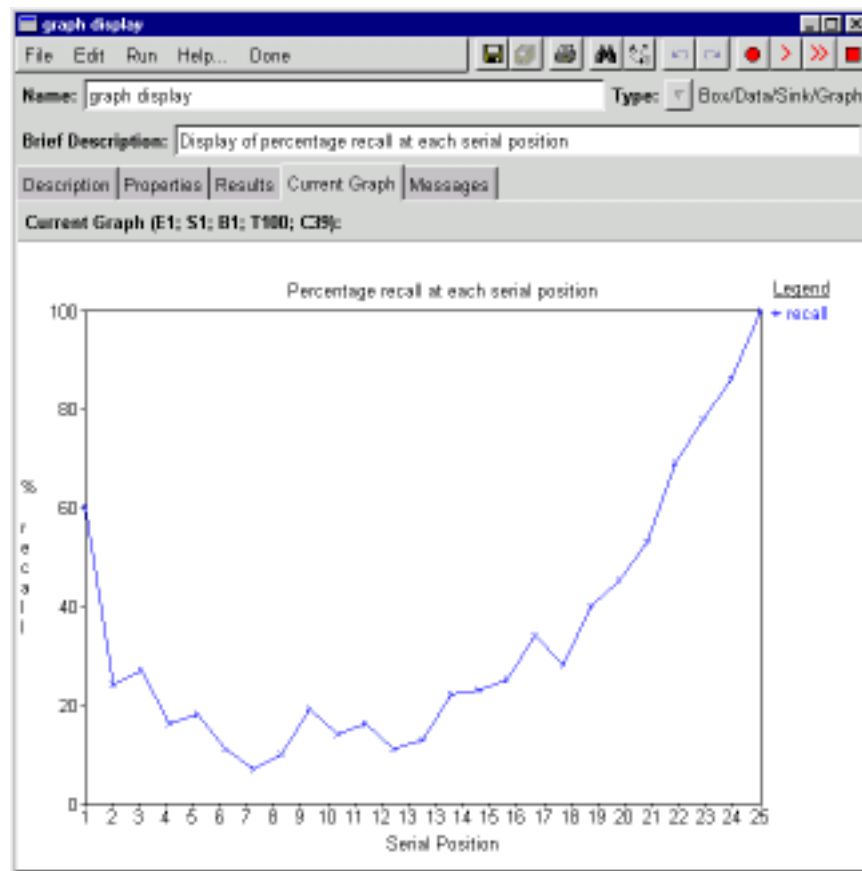 graph display
File Edit Run Help... Done
Name: graph display Type: Box/Data/Sink/Graph
Brief Description: Display of percentage recall at each serial position
Description Properties Results Current Graph Messages
Current Graph (E1; S1; B1; T100; C39):
Percentage recall at each serial position
Legend
+ recall
100
80
60
40
20
0
% recall
1 2 3 4 5 6 7 8 9 10 11 12 13 13 14 15 16 17 18 19 20 21 22 23 24 25
Serial Position